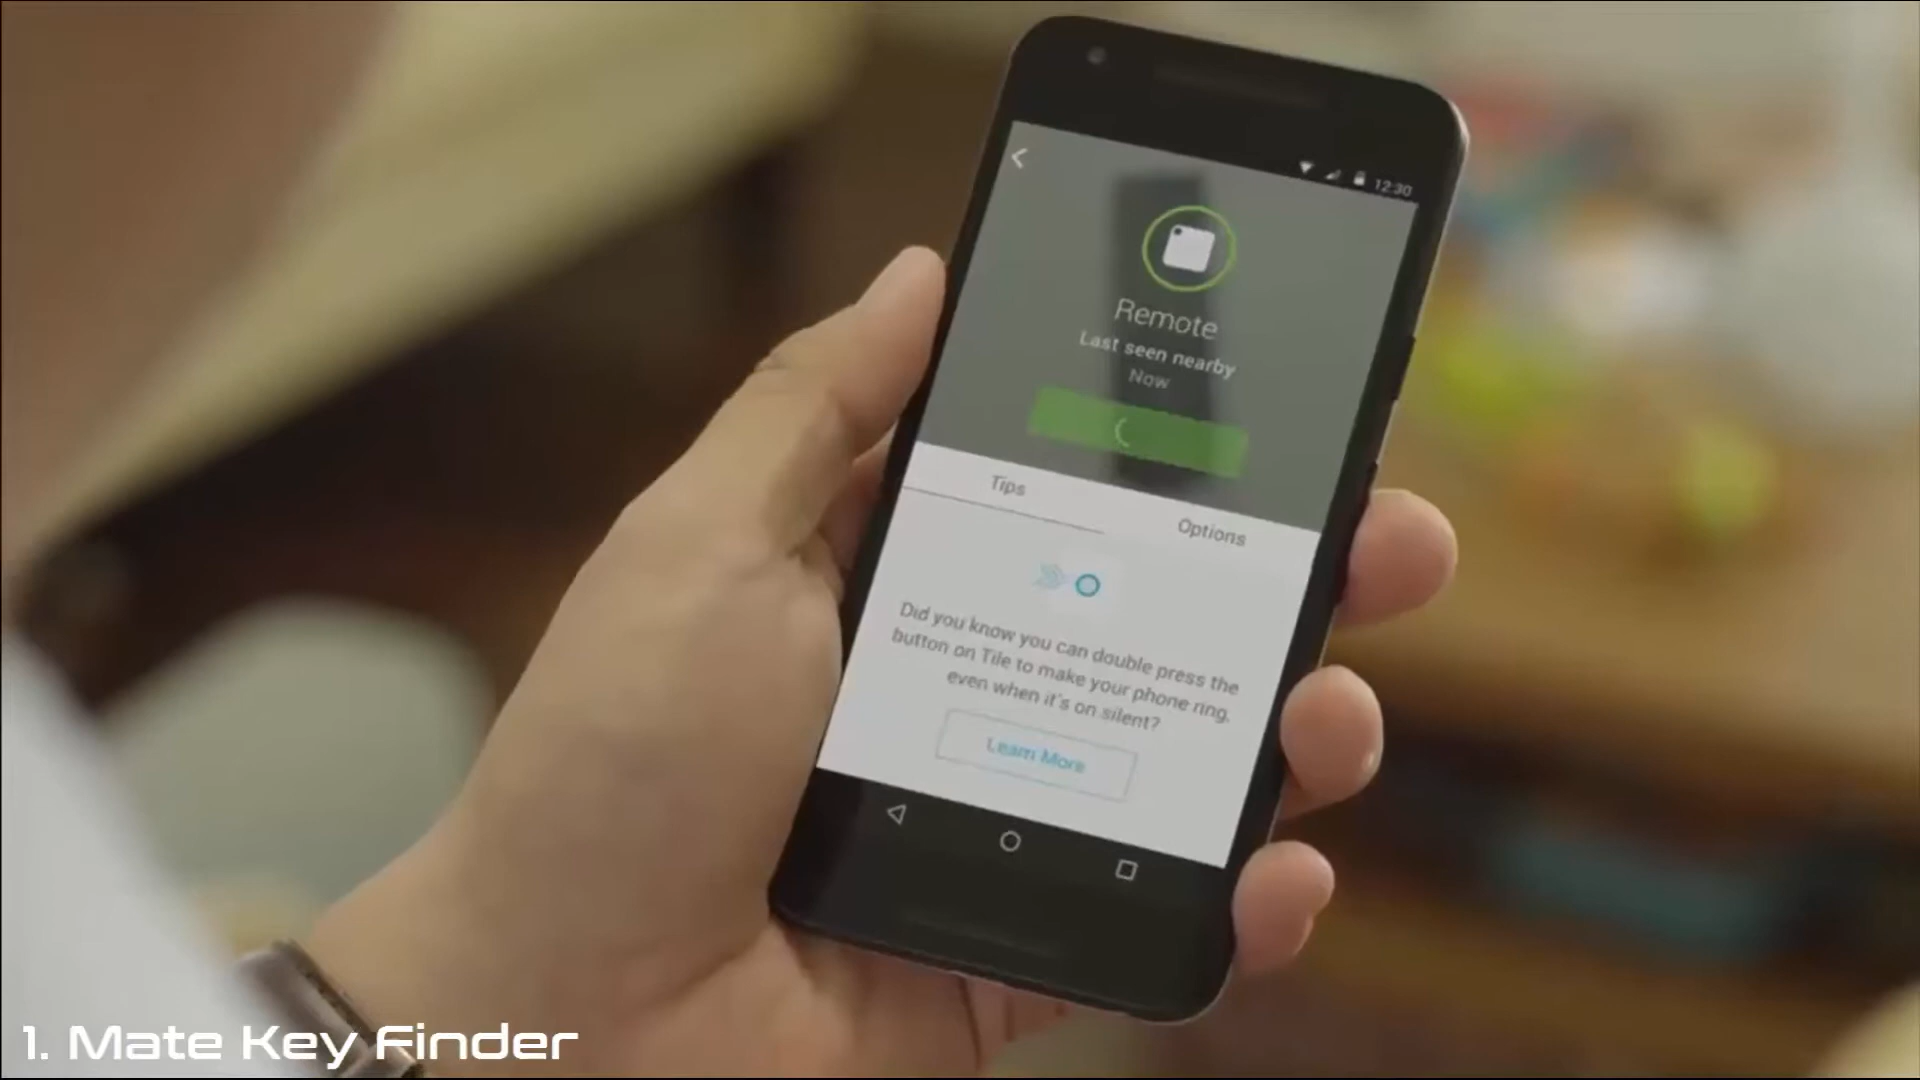 12:30
Remote
Last seen nearby
Now
Tips
Options
Did you know you can double press the
button on Tile to make your phone ring,
even when it's on silent?
Learn More
1. Mate Key Finder